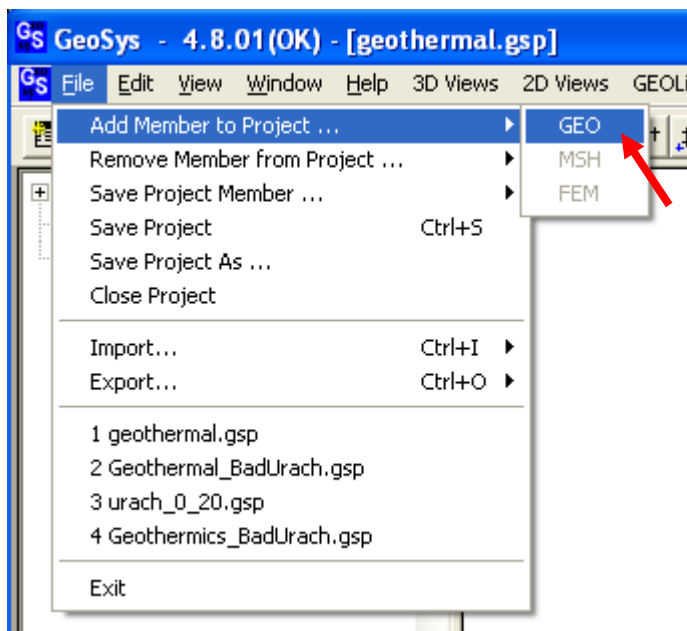 GS GeoSys - 4.8.01(OK) - [geothermal.gsp]
GS File Edit View Window Help 3D Views 2D Views GEOLi
Add Member to Project ... GEO
Remove Member from Project ... MSH
Save Project Member ... FEM
Save Project Ctrl+S
Save Project As ...
Close Project
Import... Ctrl+I
Export... Ctrl+O
1 geothermal.gsp
2 Geothermal_BadUrach.gsp
3 urach_0_20.gsp
4 Geothermics_BadUrach.gsp
Exit